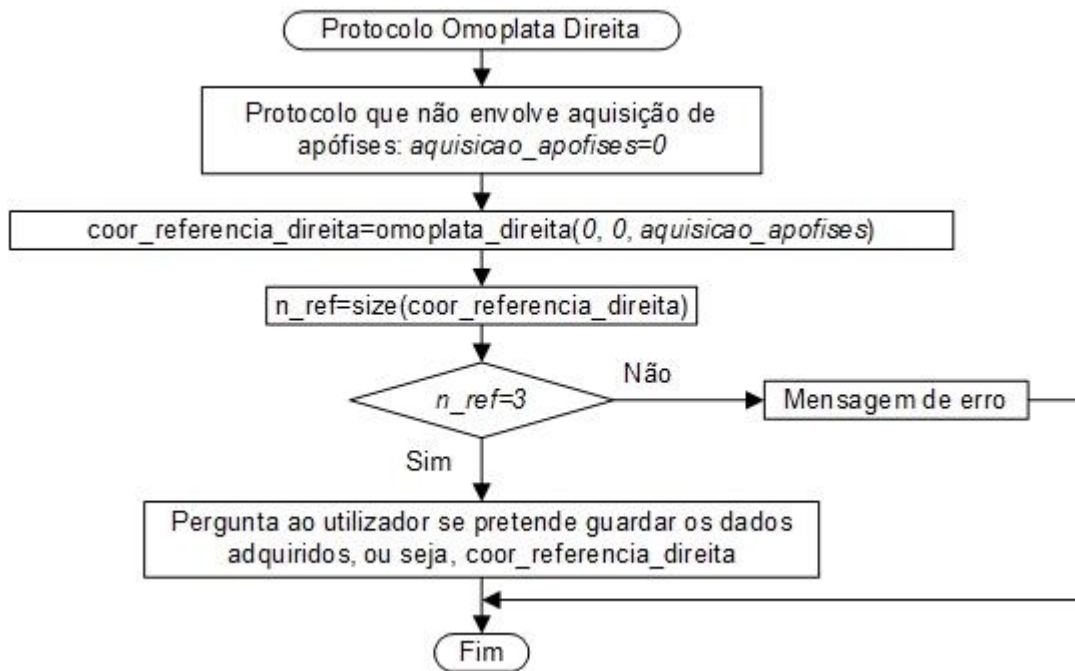 Protocolo Omoplata Direita
Protocolo que não envolve aquisição de
apófises: aquisicao_apofises=0
coor_referencia_direita=omoplata_direita(0, 0, aquisicao_apofises)
n_ref=size(coor_referencia_direita)
n_ref=3
Não
Mensagem de erro
Sim
Pergunta ao utilizador se pretende guardar os dados
adquiridos, ou seja, coor_referencia_direita
Fim